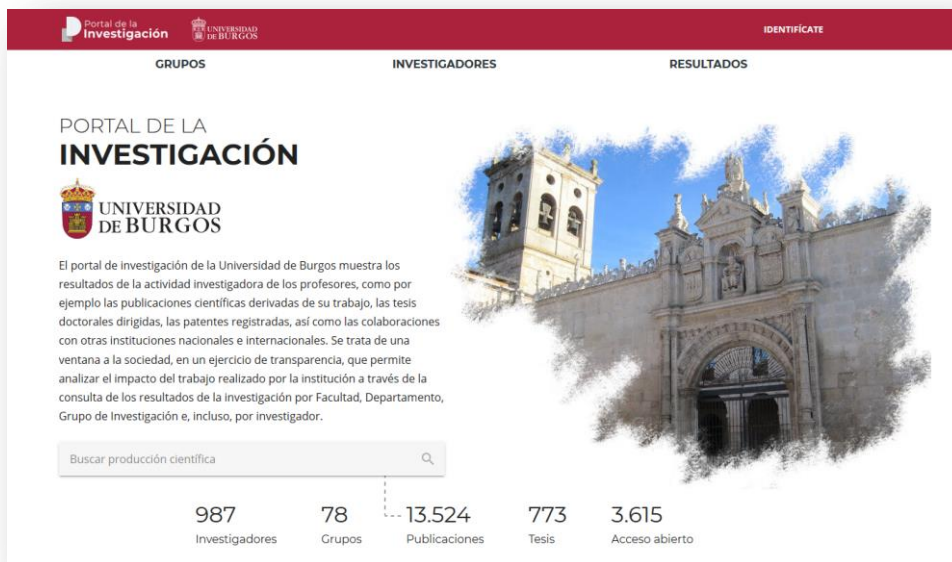 Portal de la
Investigación
UNIVERSIDAD
DE BURGOS
IDENTIFÍCATE
GRUPOS
INVESTIGADORES
RESULTADOS
PORTAL DE LA
INVESTIGACIÓN
UNIVERSIDAD
DE BURGOS
El portal de investigación de la Universidad de Burgos muestra los
resultados de la actividad investigadora de los profesores, como por
ejemplo las publicaciones científicas derivadas de su trabajo, las tesis
doctorales dirigidas, las patentes registradas, así como las colaboraciones
con otras instituciones nacionales e internacionales. Se trata de una
ventana a la sociedad, en un ejercicio de transparencia, que permite
analizar el impacto del trabajo realizado por la institución a través de la
consulta de los resultados de la investigación por Facultad, Departamento,
Grupo de Investigación e, incluso, por investigador.
Buscar producción científica
987 78 13.524 773 3.615
Investigadores Grupos Publicaciones Tesis Acceso abierto